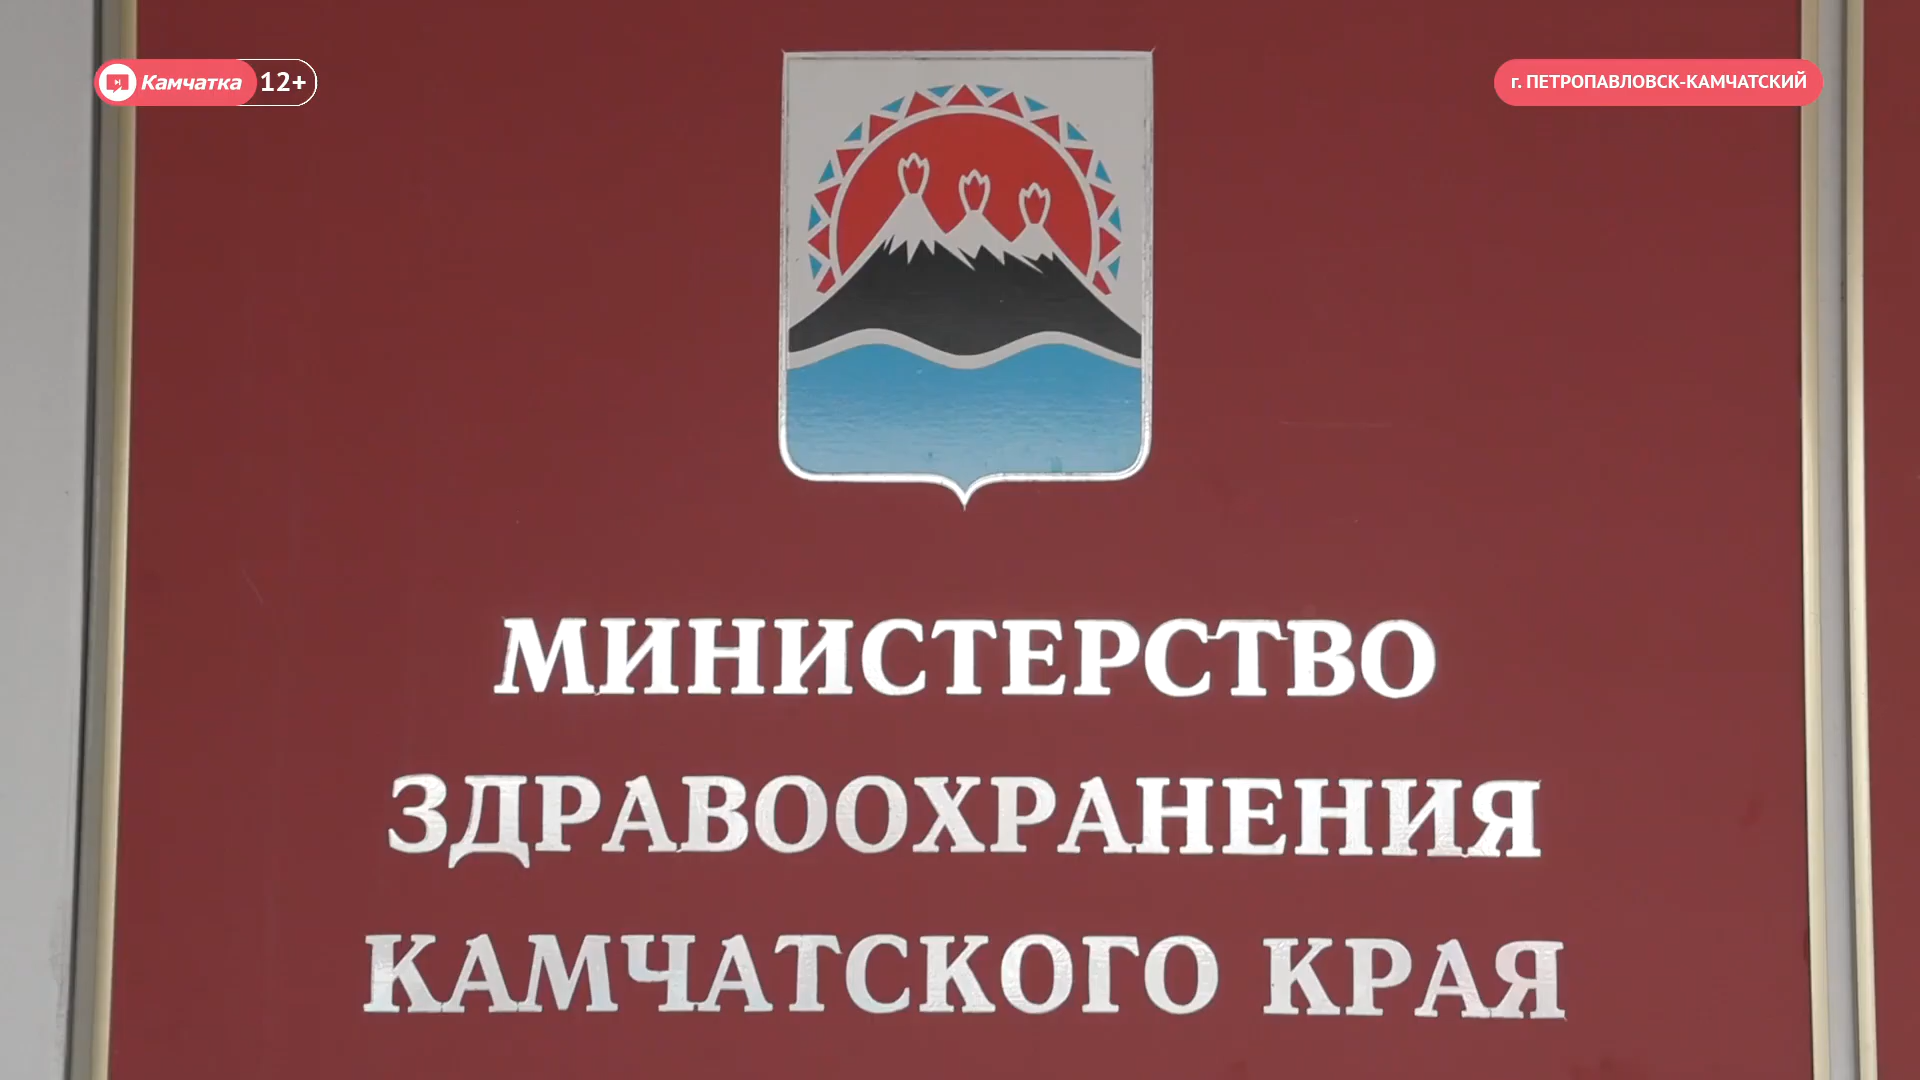 Камчатка 12+
г. ПЕТРОПАВЛОВСК-КАМЧАТСКИЙ
МИНИСТЕРСТВО
ЗДРАВООХРАНЕНИЯ
КАМЧАТСКОГО КРАЯ